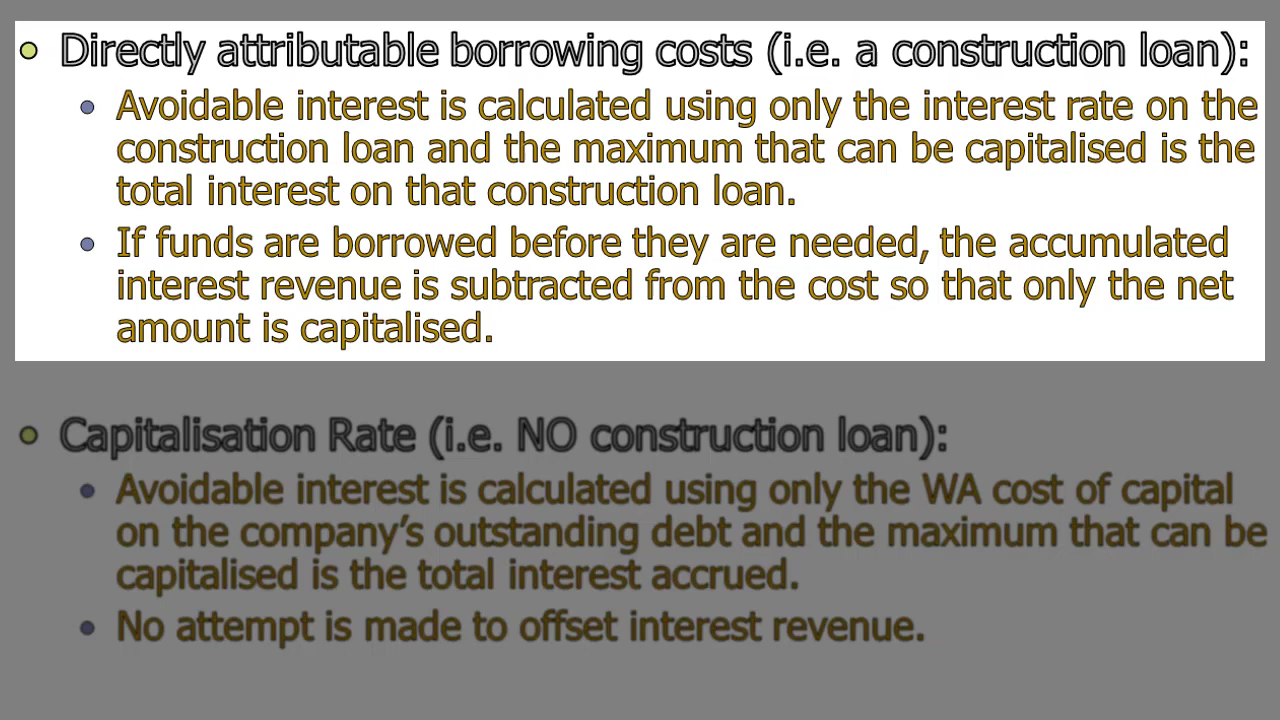 Directly attributable borrowing costs (i.e. a construction loan):
Avoidable interest is calculated using only the interest rate on the
construction loan and the maximum that can be capitalised is the
total interest on that construction loan.
If funds are borrowed before they are needed, the accumulated
interest revenue is subtracted from the cost so that only the net
amount is capitalised.
Capitalisation Rate (i.e. NO construction loan):
Avoidable interest is calculated using only the WA cost of capital
on the company’s outstanding debt and the maximum that can be
capitalised is the total interest accrued.
No attempt is made to offset interest revenue.